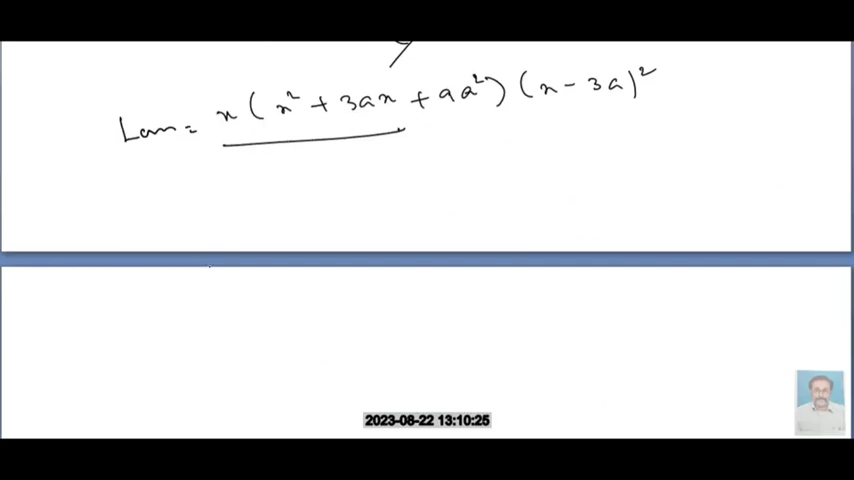 Lcm = x(x² + 3ax + 9a²)(x - 3a)²
2023-08-22 13:10:25